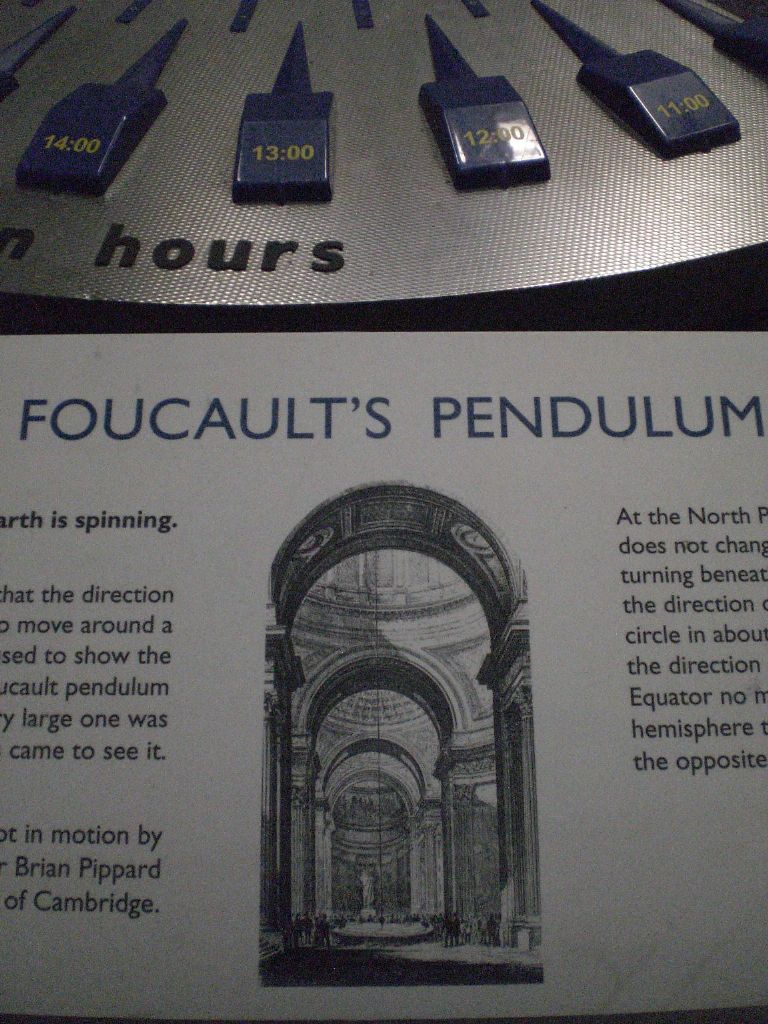 14:00
13:00
12:00
11:00
n hours
FOUCAULT'S PENDULUM
arth is spinning.
that the direction
o move around a
used to show the
ucault pendulum
ry large one was
came to see it.
pt in motion by
r Brian Pippard
of Cambridge.
At the North P
does not chang
turning beneat
the direction
circle in about
the direction
Equator no m
hemisphere t
the opposite